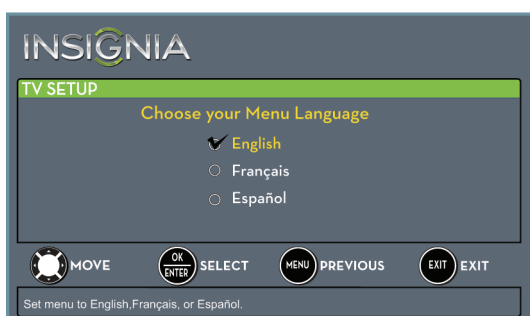 INSIGNIA
TV SETUP
Choose your Menu Language
English
Français
Español
MOVE OK ENTER SELECT MENU PREVIOUS EXIT EXIT
Set menu to English,Français, or Español.